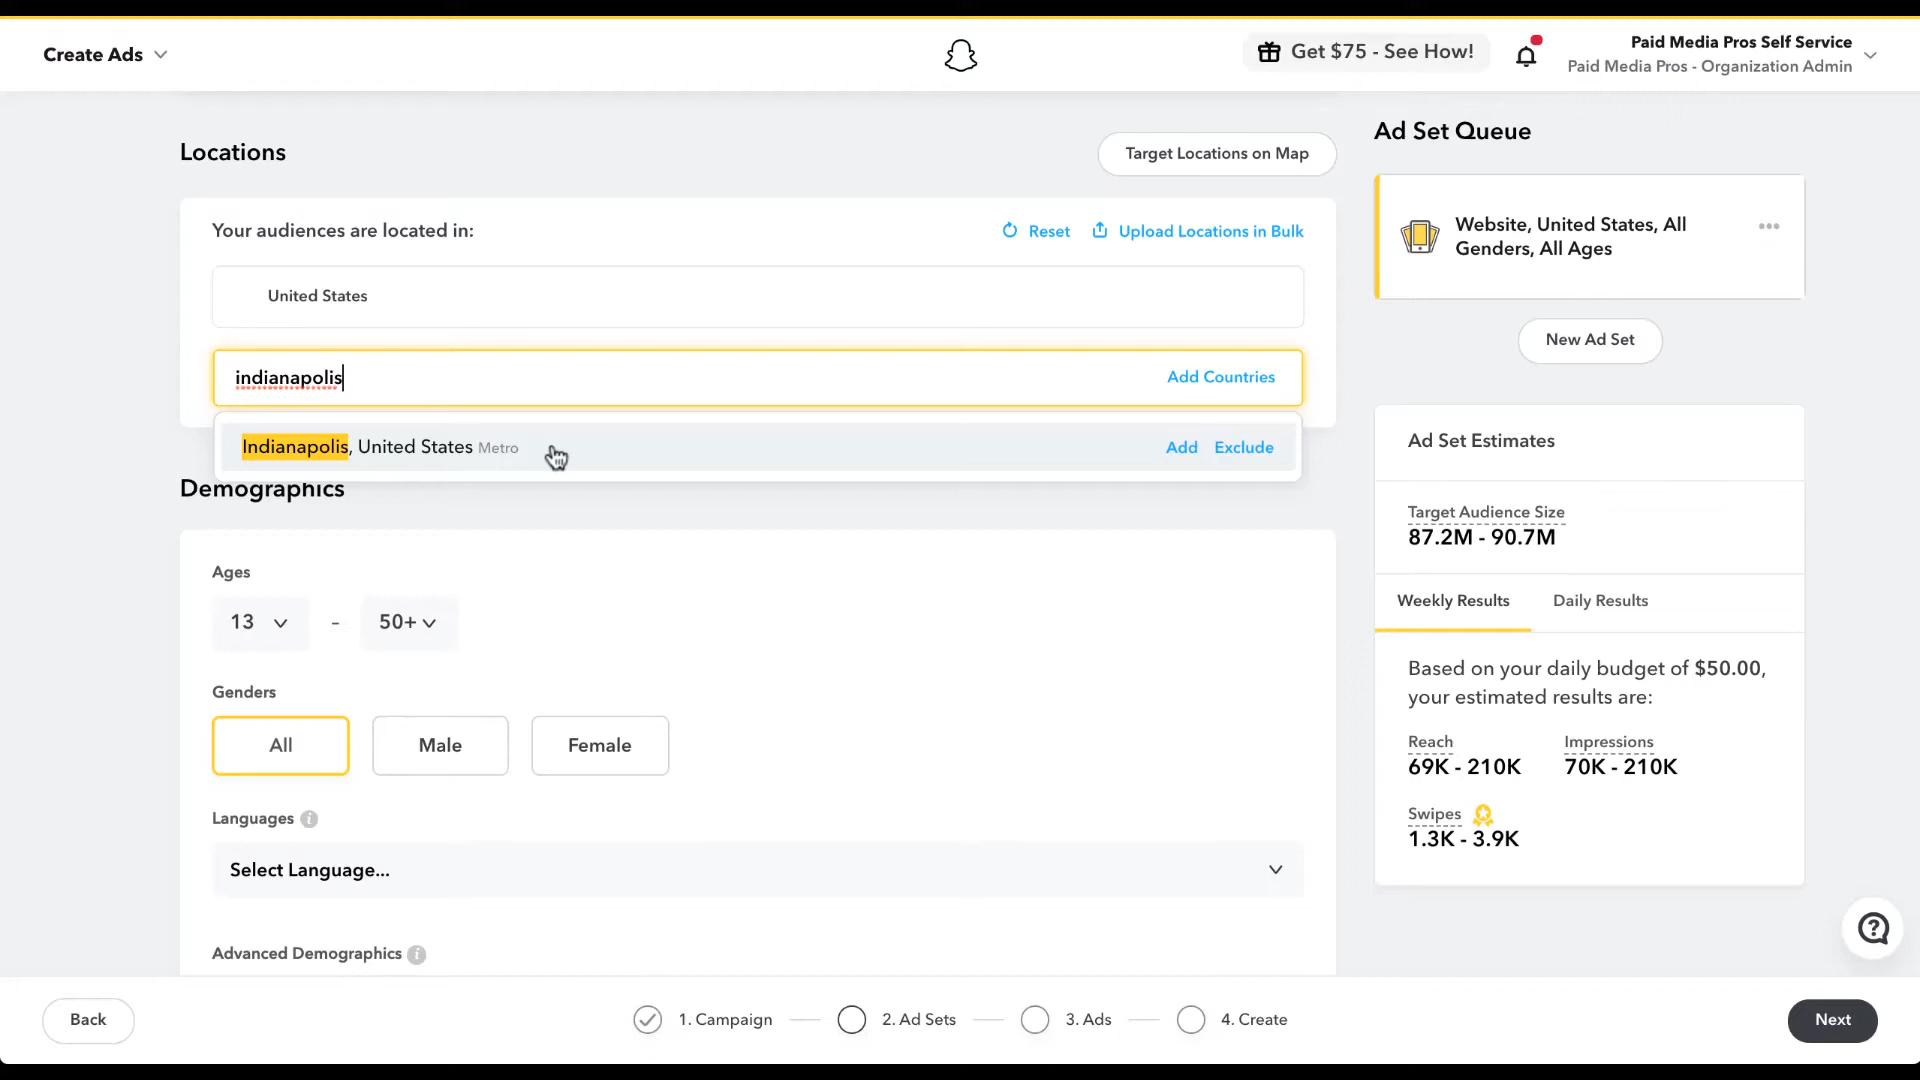 Create Ads
Get $75 - See How!
Paid Media Pros Self Service
Paid Media Pros - Organization Admin
Locations
Target Locations on Map
Your audiences are located in:
Reset
Upload Locations in Bulk
United States
indianapolis
Add Countries
Indianapolis, United States Metro
Add
Exclude
Demographics
Ages
13
-
50+
Genders
All
Male
Female
Languages
Select Language...
Advanced Demographics
Ad Set Queue
Website, United States, All
Genders, All Ages
New Ad Set
Ad Set Estimates
Target Audience Size
87.2M - 90.7M
Weekly Results
Daily Results
Based on your daily budget of $50.00,
your estimated results are:
Reach
69K - 210K
Impressions
70K - 210K
Swipes
1.3K - 3.9K
Back
1. Campaign
2. Ad Sets
3. Ads
4. Create
Next